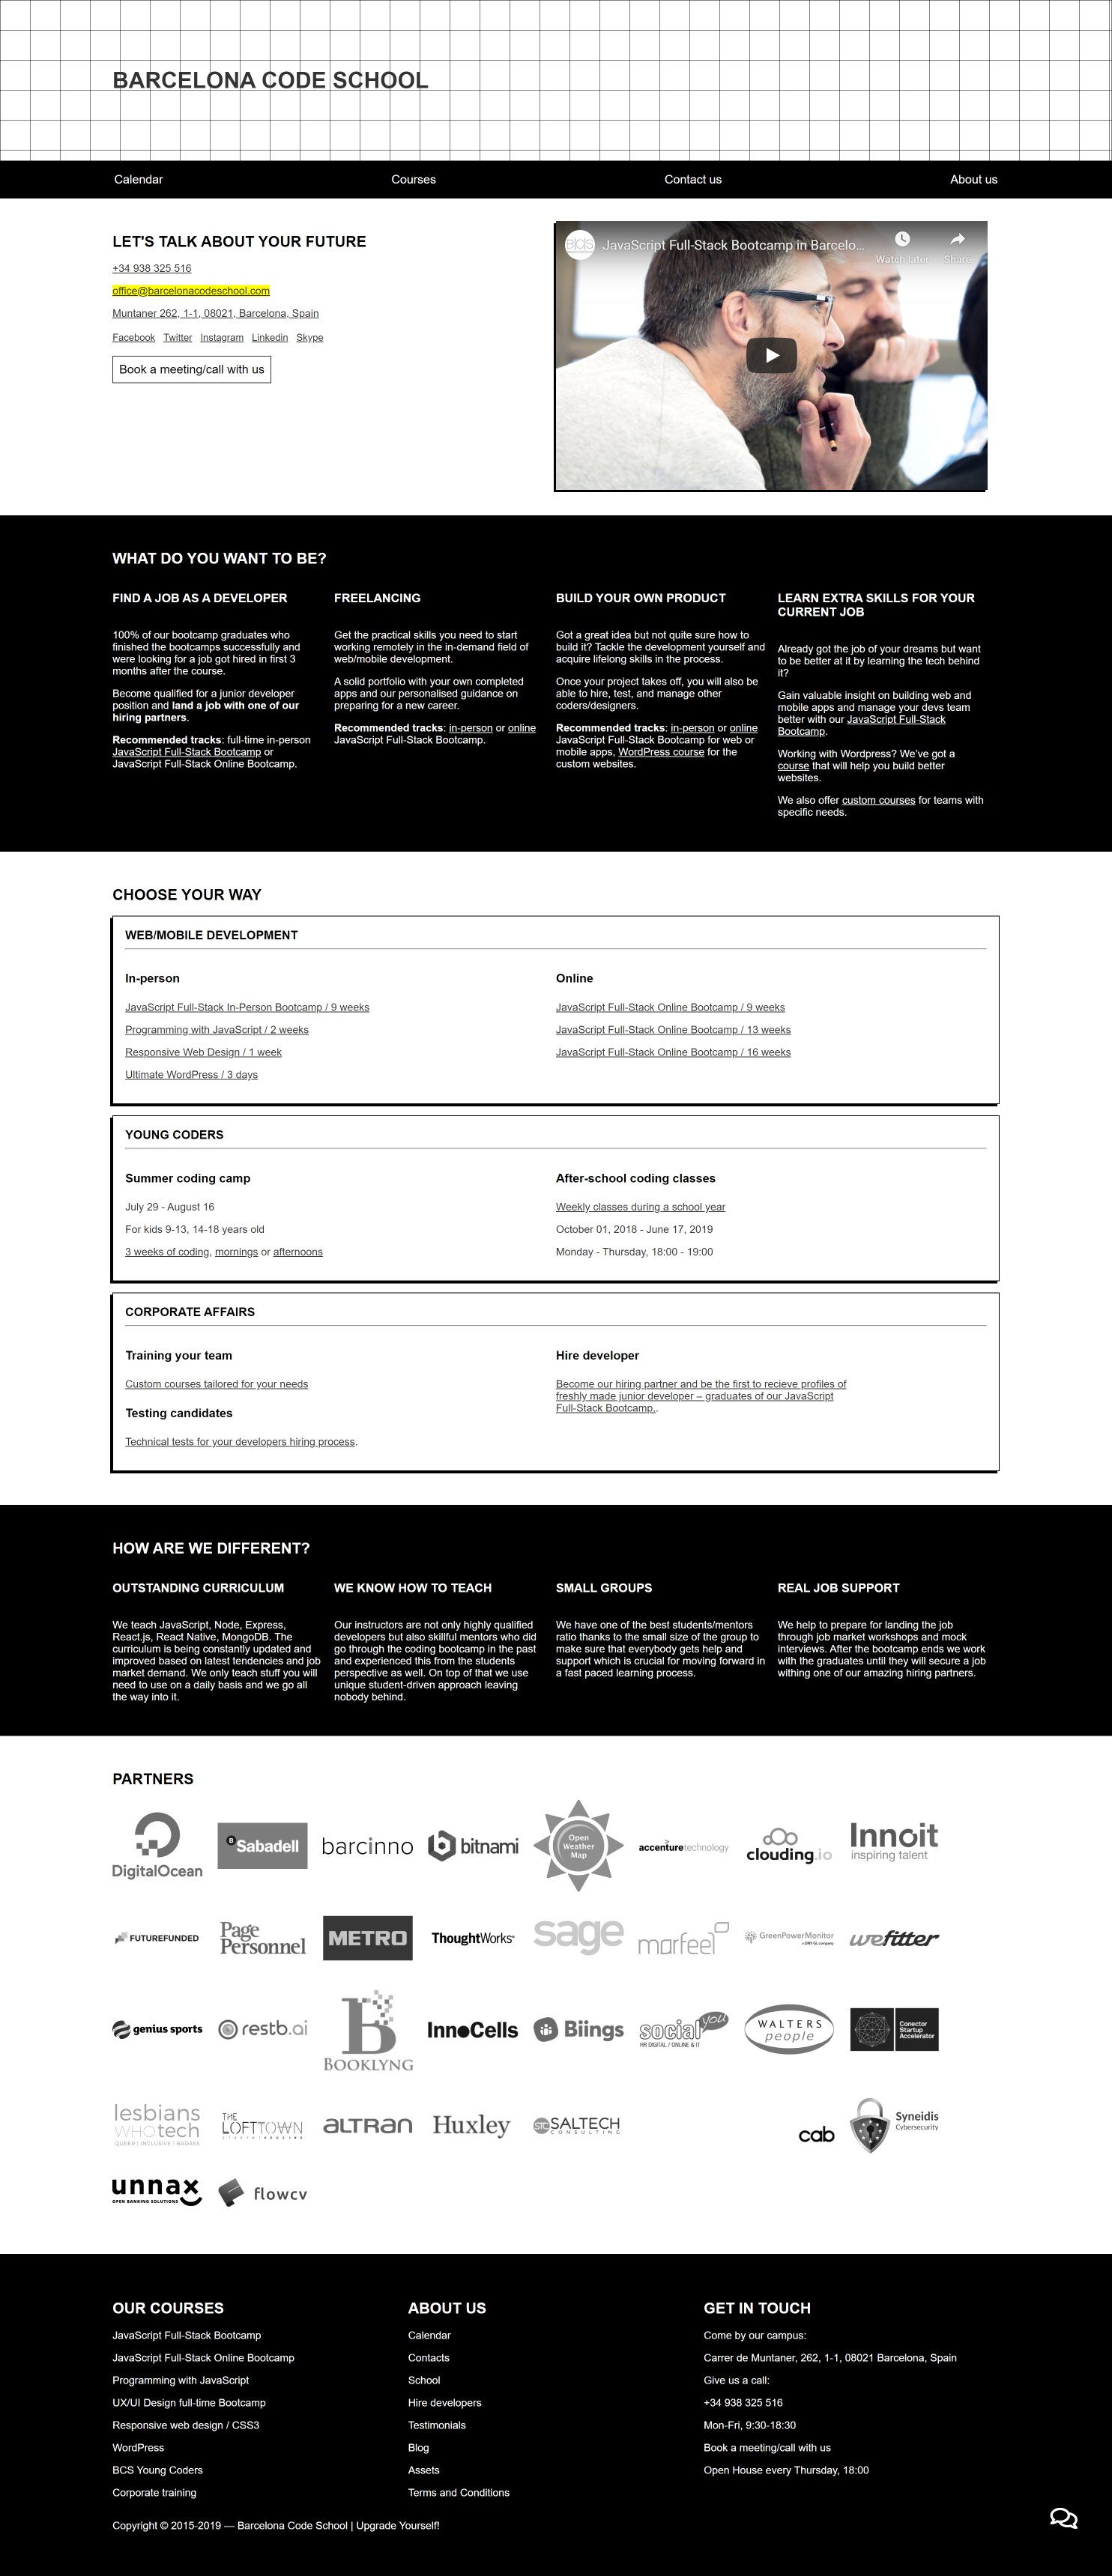 BARCELONA CODE SCHOOL
Calendar
Courses
Contact us
About us
LET'S TALK ABOUT YOUR FUTURE
+34 938 325 516
office@barcelonacodeschool.com
Muntaner 262, 1-1, 08021, Barcelona, Spain
Facebook Twitter Instagram Linkedin Skype
Book a meeting/call with us
BCS
JavaScript Full-Stack Bootcamp in Barcelo...
Watch later
Share
WHAT DO YOU WANT TO BE?
FIND A JOB AS A DEVELOPER
100% of our bootcamp graduates who
finished the bootcamps successfully and
were looking for a job got hired in first 3
months after the course.
Become qualified for a junior developer
position and land a job with one of our
hiring partners.
Recommended tracks: full-time in-person
JavaScript Full-Stack Bootcamp or
JavaScript Full-Stack Online Bootcamp.
FREELANCING
Get the practical skills you need to start
working remotely in the in-demand field of
web/mobile development.
A solid portfolio with your own completed
apps and our personalised guidance on
preparing for a new career.
Recommended tracks: in-person or online
JavaScript Full-Stack Bootcamp.
BUILD YOUR OWN PRODUCT
Got a great idea but not quite sure how to
build it? Tackle the development yourself and
acquire lifelong skills in the process.
Once your project takes off, you will also be
able to hire, test, and manage other
coders/designers.
Recommended tracks: in-person or online
JavaScript Full-Stack Bootcamp for web or
mobile apps, WordPress course for the
custom websites.
LEARN EXTRA SKILLS FOR YOUR
CURRENT JOB
Already got the job of your dreams but want
to be better at it by learning the tech behind
it?
Gain valuable insight on building web and
mobile apps and manage your devs team
better with our JavaScript Full-Stack
Bootcamp.
Working with Wordpress? We've got a
course that will help you build better
websites.
We also offer custom courses for teams with
specific needs.
CHOOSE YOUR WAY
WEB/MOBILE DEVELOPMENT
In-person
JavaScript Full-Stack In-Person Bootcamp / 9 weeks
Programming with JavaScript / 2 weeks
Responsive Web Design / 1 week
Ultimate WordPress / 3 days
Online
JavaScript Full-Stack Online Bootcamp / 9 weeks
JavaScript Full-Stack Online Bootcamp / 13 weeks
JavaScript Full-Stack Online Bootcamp / 16 weeks
YOUNG CODERS
Summer coding camp
July 29 - August 16
For kids 9-13, 14-18 years old
3 weeks of coding, mornings or afternoons
After-school coding classes
Weekly classes during a school year
October 01, 2018 - June 17, 2019
Monday - Thursday, 18:00 - 19:00
CORPORATE AFFAIRS
Training your team
Custom courses tailored for your needs
Testing candidates
Technical tests for your developers hiring process.
Hire developer
Become our hiring partner and be the first to recieve profiles of
freshly made junior developer – graduates of our JavaScript
Full-Stack Bootcamp..
HOW ARE WE DIFFERENT?
OUTSTANDING CURRICULUM
We teach JavaScript, Node, Express,
React.js, React Native, MongoDB. The
curriculum is being constantly updated and
improved based on latest tendencies and job
market demand. We only teach stuff you will
need to use on a daily basis and we go all
the way into it.
WE KNOW HOW TO TEACH
Our instructors are not only highly qualified
developers but also skillful mentors who did
go through the coding bootcamp in the past
and experienced this from the students
perspective as well. On top of that we use
unique student-driven approach leaving
nobody behind.
SMALL GROUPS
We have one of the best students/mentors
ratio thanks to the small size of the group to
make sure that everybody gets help and
support which is crucial for moving forward in
a fast paced learning process.
REAL JOB SUPPORT
We help to prepare for landing the job
through job market workshops and mock
interviews. After the bootcamp ends we work
with the graduates until they will secure a job
withing one of our amazing hiring partners.
PARTNERS
DigitalOcean
B Sabadell
barcinno
bitnami
Open
Weather
Map
accenturetechnology
clouding.io
Innoit
inspiring talent
FUTUREFUNDED
Page
Personnel
METRO
ThoughtWorks
sage
marfeel
GreenPowerMonitor
a DNV GL company
wefitter
genius sports
restb.ai
BOOKLYNG
InnoCells
Biings
social you
HR DIGITAL / ONLINE & IT
WALTERS
people
Conector
Startup
Accelerator
lesbians
WHO tech
QUEER | INCLUSIVE | BADASS
THE
LOFTTOWN
ALTRAN
Huxley
STC SALTECH
CONSULTING
cab
Syneidis
Cybersecurity
unnax
OPEN BANKING SOLUTIONS
flowcv
OUR COURSES
JavaScript Full-Stack Bootcamp
JavaScript Full-Stack Online Bootcamp
Programming with JavaScript
UX/UI Design full-time Bootcamp
Responsive web design / CSS3
WordPress
BCS Young Coders
Corporate training
ABOUT US
Calendar
Contacts
School
Hire developers
Testimonials
Blog
Assets
Terms and Conditions
GET IN TOUCH
Come by our campus:
Carrer de Muntaner, 262, 1-1, 08021 Barcelona, Spain
Give us a call:
+34 938 325 516
Mon-Fri, 9:30-18:30
Book a meeting/call with us
Open House every Thursday, 18:00
Copyright © 2015-2019 — Barcelona Code School | Upgrade Yourself!